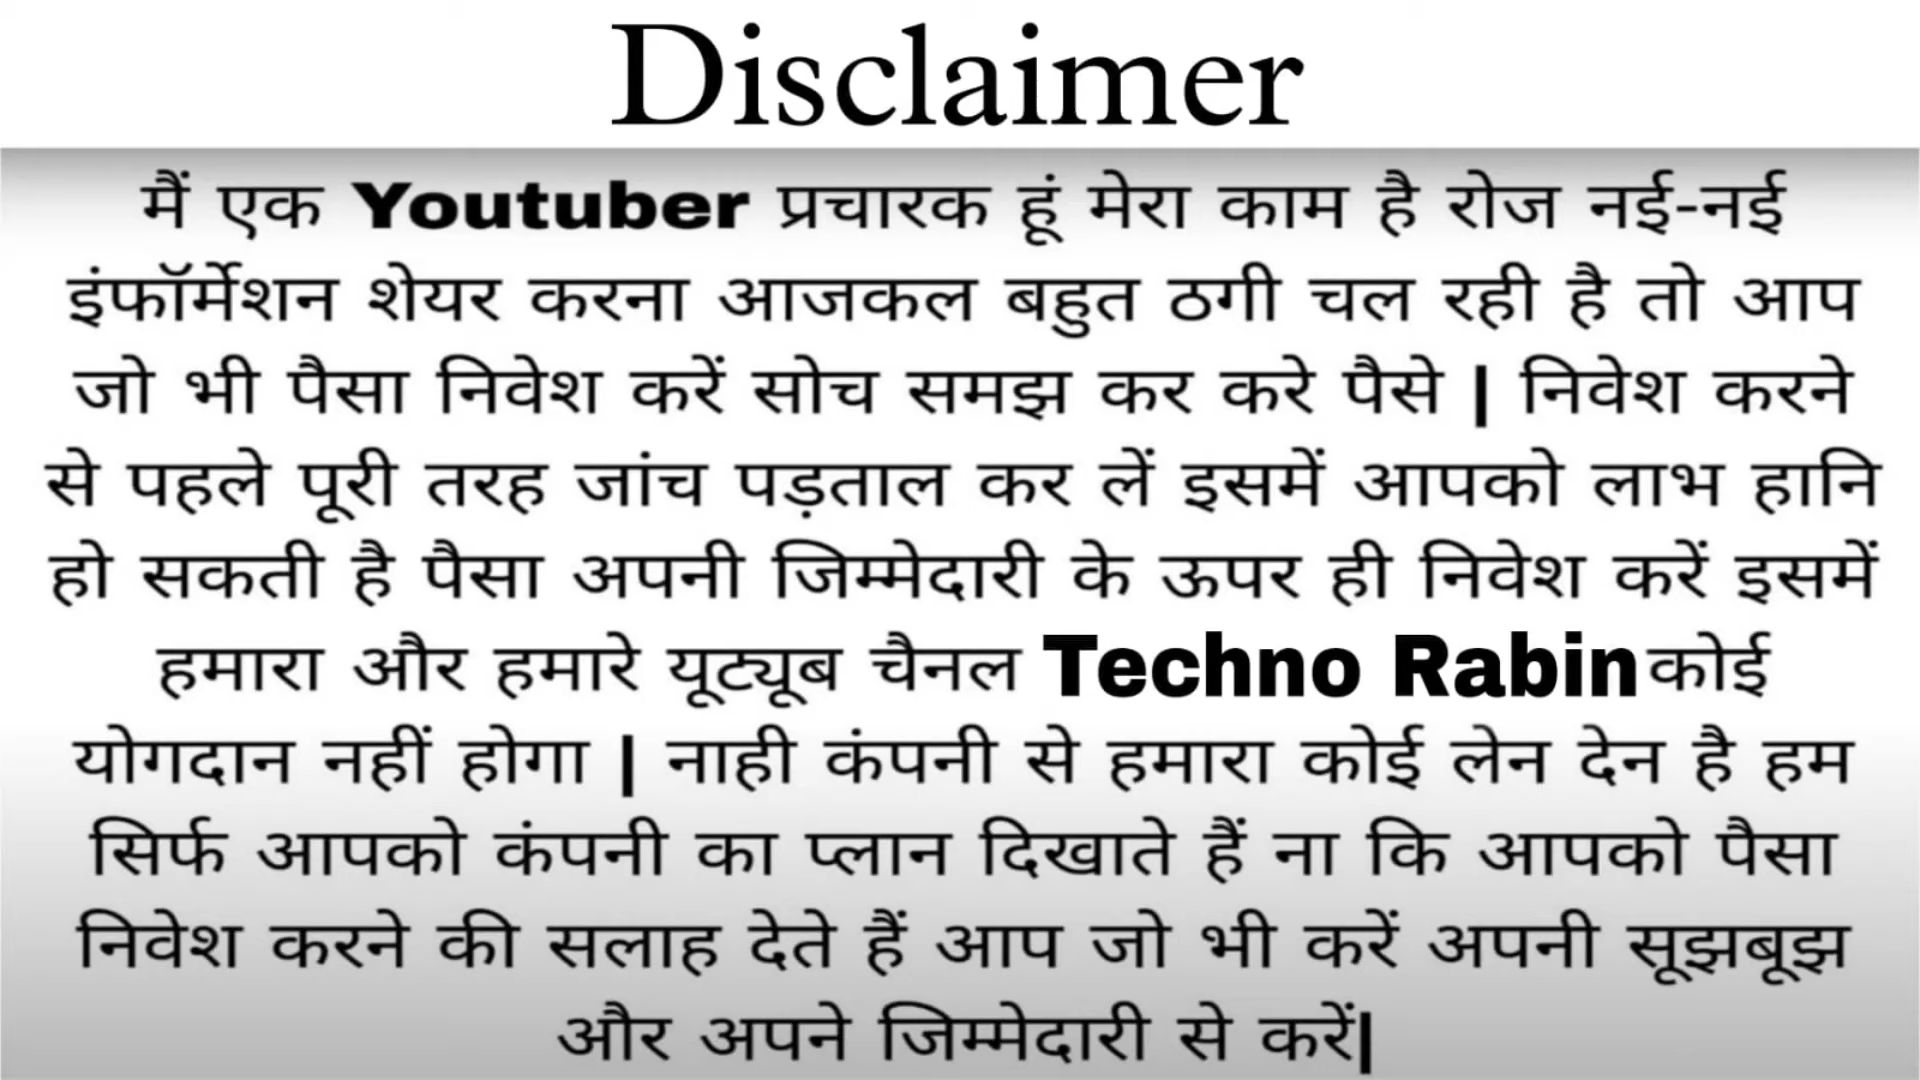 Disclaimer
मैं एक Youtuber प्रचारक हूं मेरा काम है रोज नई-नई
इंफॉर्मेशन शेयर करना आजकल बहुत ठगी चल रही है तो आप
जो भी पैसा निवेश करें सोच समझ कर करे पैसे | निवेश करने
से पहले पूरी तरह जांच पड़ताल कर लें इसमें आपको लाभ हानि
हो सकती है पैसा अपनी जिम्मेदारी के ऊपर ही निवेश करें इसमें
हमारा और हमारे यूट्यूब चैनल Techno Rabin कोई
योगदान नहीं होगा | नाही कंपनी से हमारा कोई लेन देन है हम
सिर्फ आपको कंपनी का प्लान दिखाते हैं ना कि आपको पैसा
निवेश करने की सलाह देते हैं आप जो भी करें अपनी सूझबूझ
और अपने जिम्मेदारी से करें|